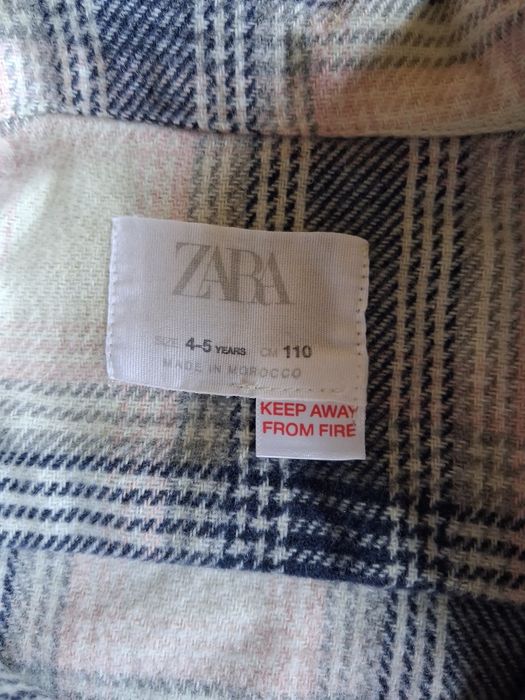 ZARA
SIZE 4-5 YEARS CM 110
MADE IN MOROCCO
KEEP AWAY
FROM FIRE